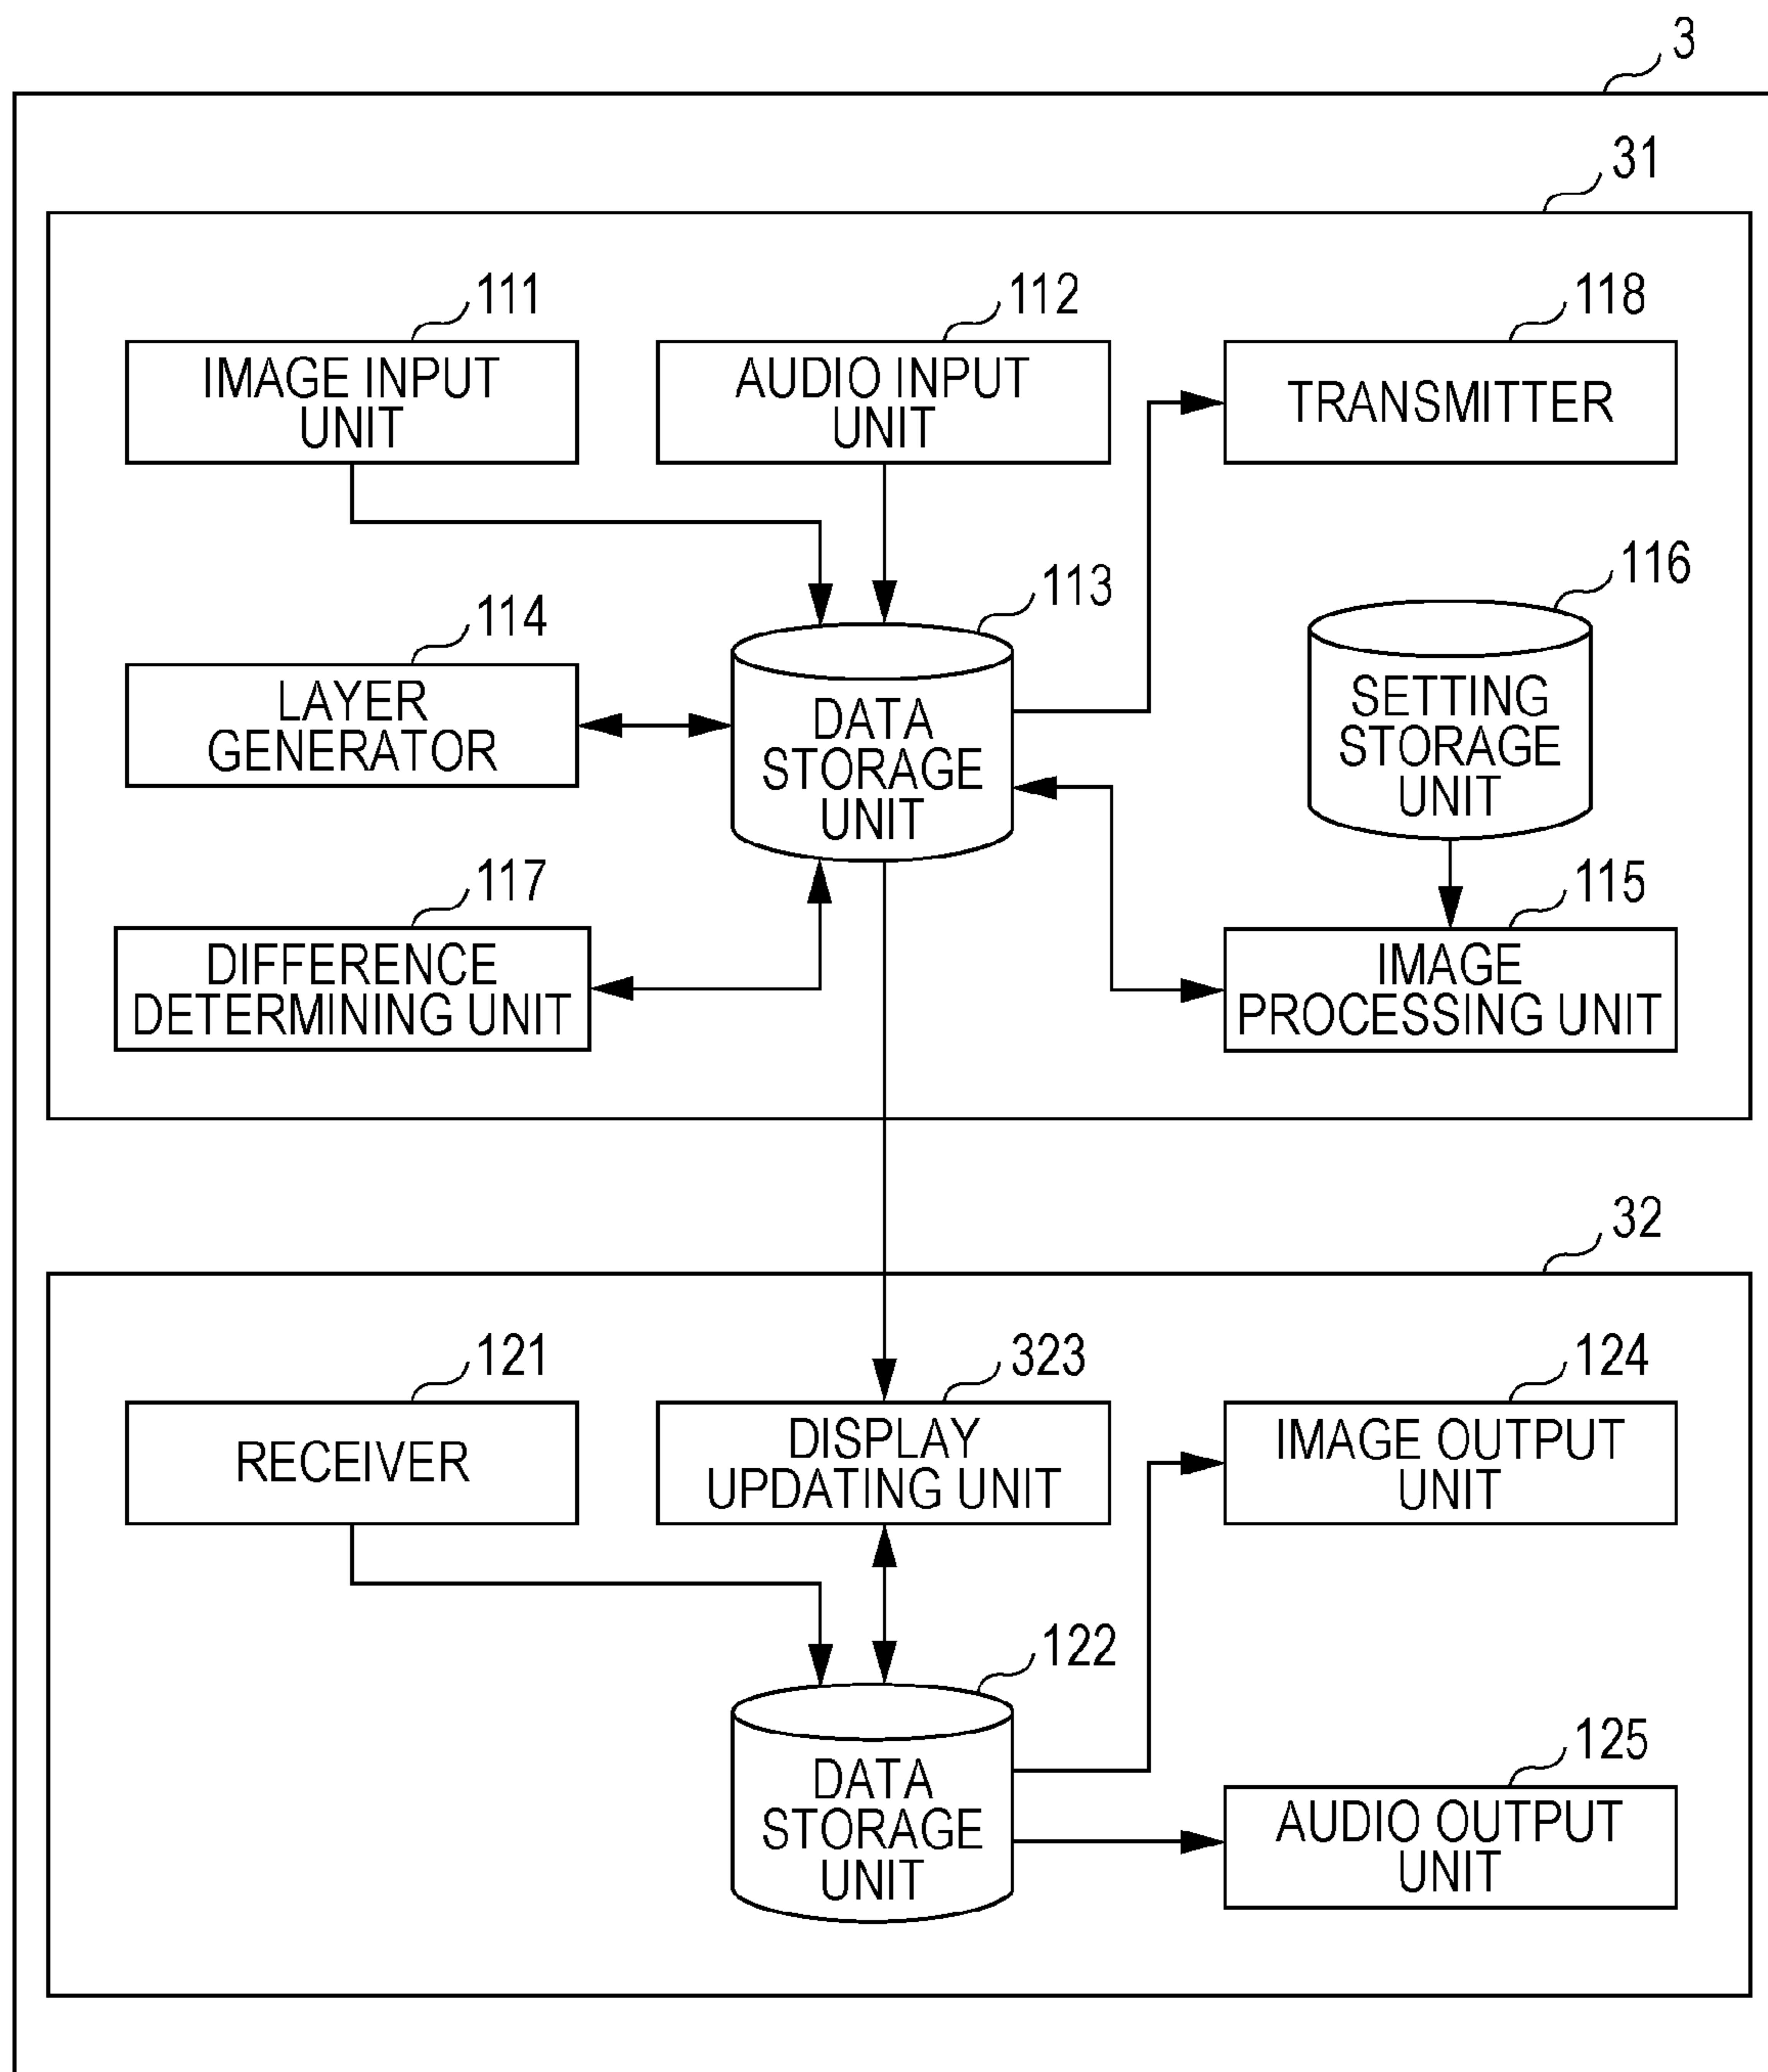 3
31
111
IMAGE INPUT
UNIT
112
AUDIO INPUT
UNIT
118
TRANSMITTER
114
LAYER
GENERATOR
113
DATA
STORAGE
UNIT
116
SETTING
STORAGE
UNIT
117
DIFFERENCE
DETERMINING UNIT
115
IMAGE
PROCESSING UNIT
32
121
RECEIVER
323
DISPLAY
UPDATING UNIT
124
IMAGE OUTPUT
UNIT
122
DATA
STORAGE
UNIT
125
AUDIO OUTPUT
UNIT